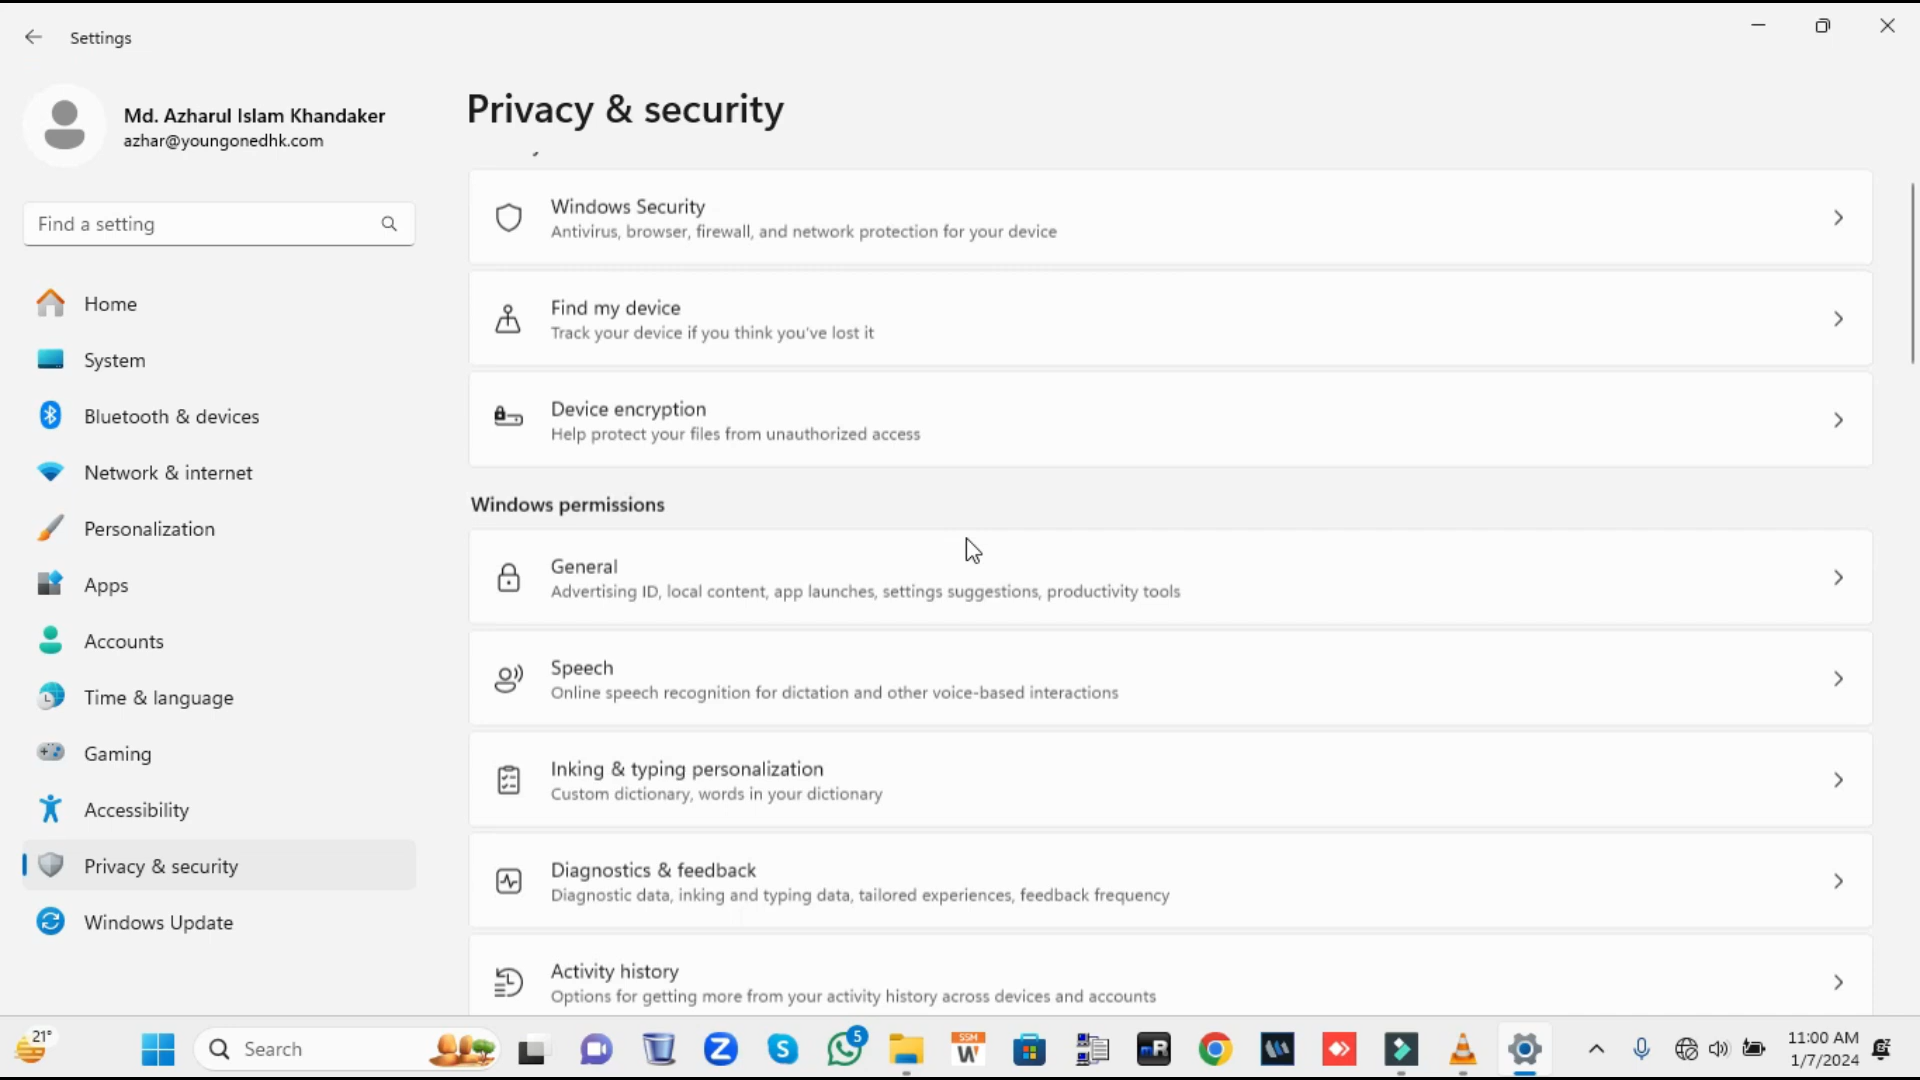 Settings
Md. Azharul Islam Khandaker
azhar@youngonedhk.com
Find a setting
Home
System
Bluetooth & devices
Network & internet
Personalization
Apps
Accounts
Time & language
Gaming
Accessibility
Privacy & security
Windows Update
Privacy & security
Windows Security
Antivirus, browser, firewall, and network protection for your device
Find my device
Track your device if you think you've lost it
Device encryption
Help protect your files from unauthorized access
Windows permissions
General
Advertising ID, local content, app launches, settings suggestions, productivity tools
Speech
Online speech recognition for dictation and other voice-based interactions
Inking & typing personalization
Custom dictionary, words in your dictionary
Diagnostics & feedback
Diagnostic data, inking and typing data, tailored experiences, feedback frequency
Activity history
Options for getting more from your activity history across devices and accounts
21°
Search
5
SSM
W
mR
11:00 AM
1/7/2024